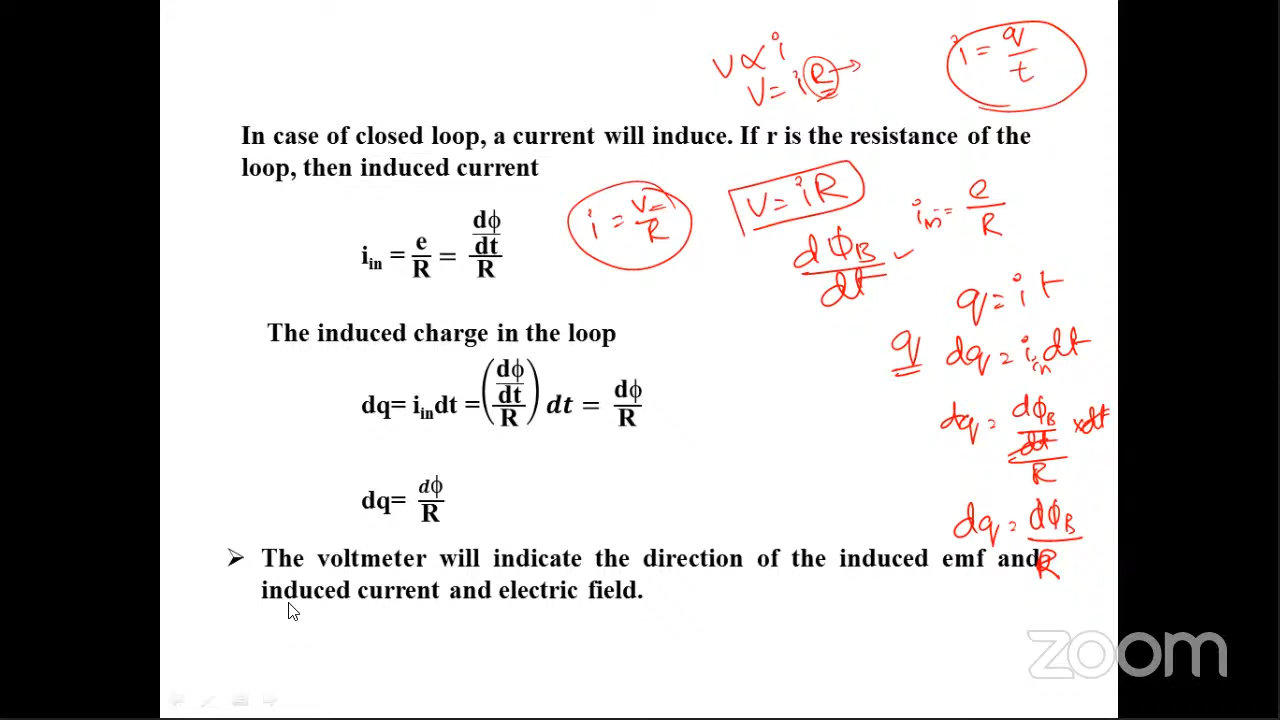 V ∝ i
V = iR →
i = q/t
In case of closed loop, a current will induce. If r is the resistance of the
loop, then induced current
i = V/R
V = iR
i_in = e/R
i_in = e/R = (dϕ/dt)/R
dϕ_B/dt ✓
q = it
The induced charge in the loop
q dq = i_in dt
dq= i_in dt = ((dϕ/dt)/R) dt = dϕ/R
dq = (dϕ_B/dt)/R × dt
dq= dϕ/R
dq = dϕ_B/R
➢ The voltmeter will indicate the direction of the induced emf and
induced current and electric field.
zoom